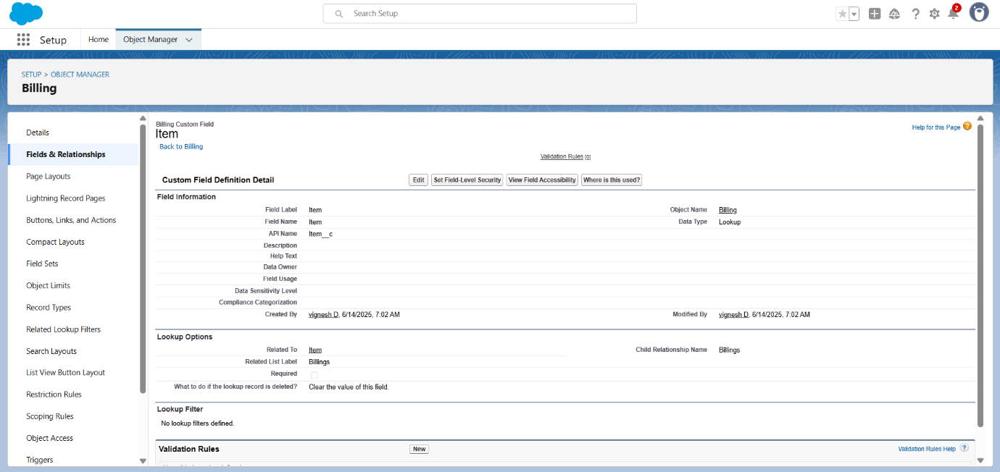 Search Setup
2
Setup
Home
Object Manager
SETUP > OBJECT MANAGER
Billing
Details
Fields & Relationships
Page Layouts
Lightning Record Pages
Buttons, Links, and Actions
Compact Layouts
Field Sets
Object Limits
Record Types
Related Lookup Filters
Search Layouts
List View Button Layout
Restriction Rules
Scoping Rules
Object Access
Triggers
Billing Custom Field
Item
Back to Billing
Help for this Page ?
Validation Rules [0]
Custom Field Definition Detail Edit Set Field-Level Security View Field Accessibility Where is this used?
Field Information
Field Label Item Object Name Billing
Field Name Item Data Type Lookup
API Name Item__c
Description
Help Text
Data Owner
Field Usage
Data Sensitivity Level
Compliance Categorization
Created By vignesh D, 6/14/2025, 7:02 AM Modified By vignesh D, 6/14/2025, 7:02 AM
Lookup Options
Related To Item Child Relationship Name Billings
Related List Label Billings
Required
What to do if the lookup record is deleted? Clear the value of this field.
Lookup Filter
No lookup filters defined.
Validation Rules New Validation Rules Help ?